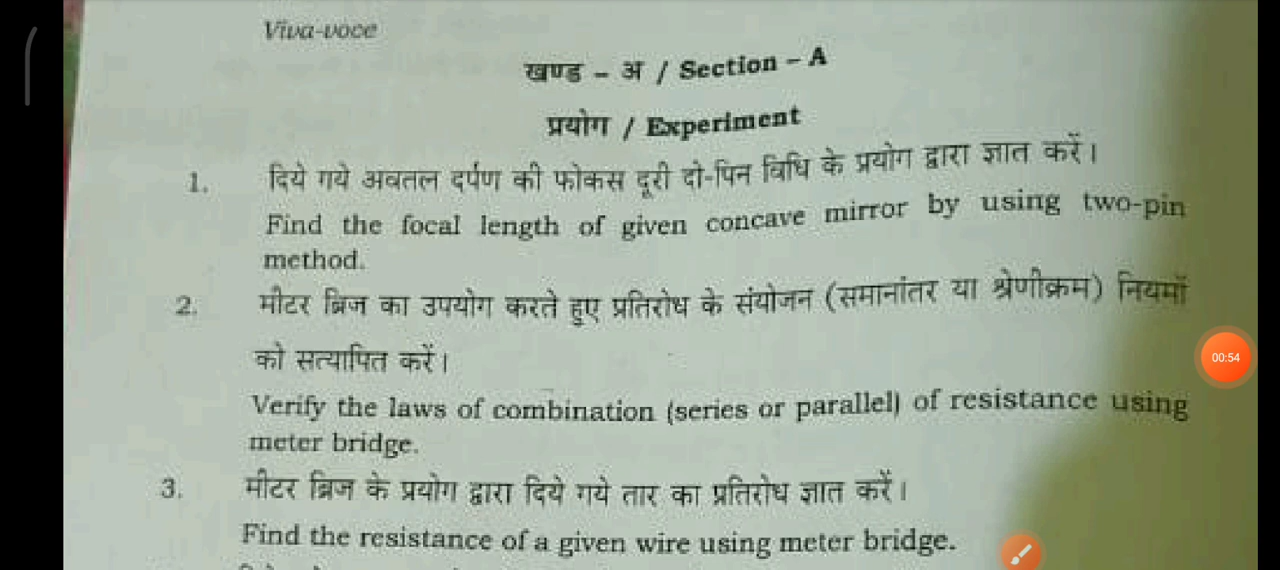 Viva-voce
खण्ड – अ / Section – A
प्रयोग / Experiment
1. दिये गये अवतल दर्पण की फोकस दूरी दो-पिन विधि के प्रयोग द्वारा ज्ञात करें।
Find the focal length of given concave mirror by using two-pin
method.
2. मीटर ब्रिज का उपयोग करते हुए प्रतिरोध के संयोजन (समानांतर या श्रेणीक्रम) नियमों
को सत्यापित करें।
Verify the laws of combination (series or parallel) of resistance using
meter bridge.
00:54
3. मीटर ब्रिज के प्रयोग द्वारा दिये गये तार का प्रतिरोध ज्ञात करें।
Find the resistance of a given wire using meter bridge.